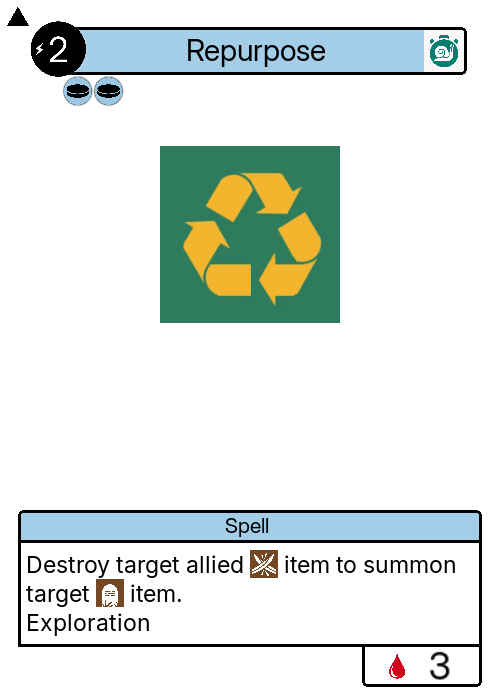 2
Repurpose
Spell
Destroy target allied item to summon
target item.
Exploration
3